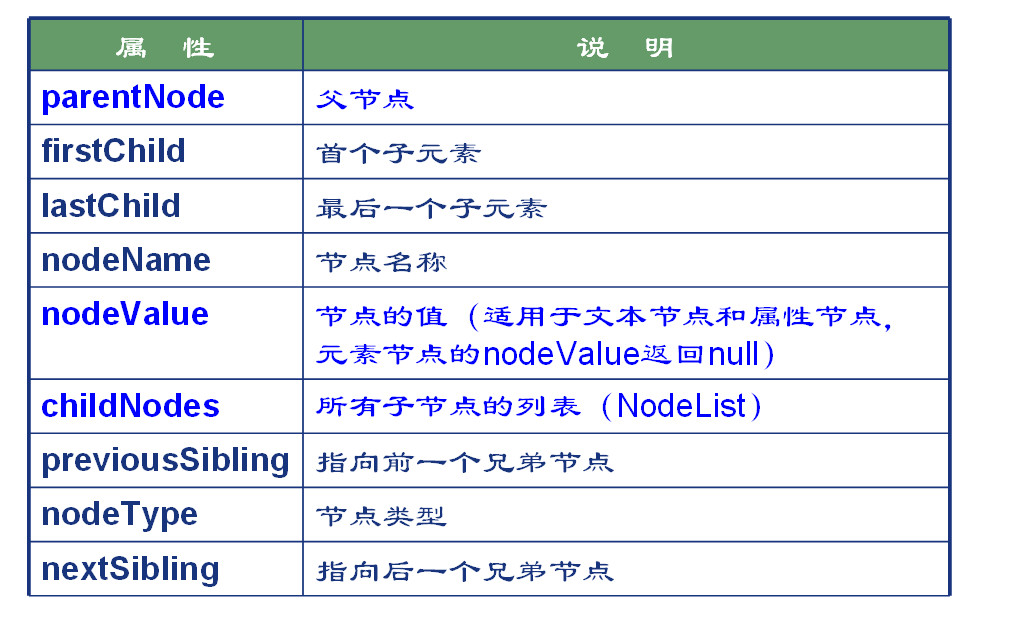 属 性 说 明
parentNode 父节点
firstChild 首个子元素
lastChild 最后一个子元素
nodeName 节点名称
nodeValue 节点的值（适用于文本节点和属性节点，
元素节点的nodeValue返回null）
childNodes 所有子节点的列表（NodeList）
previousSibling 指向前一个兄弟节点
nodeType 节点类型
nextSibling 指向后一个兄弟节点